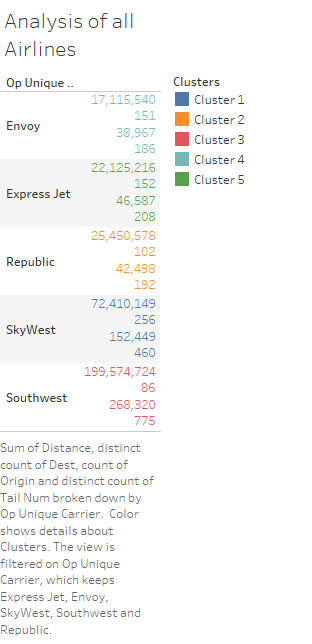 Analysis of all
Airlines
Op Unique ..
Clusters
Cluster 1
Cluster 2
Cluster 3
Cluster 4
Cluster 5
Envoy
17,115,540
151
38,967
186
Express Jet
22,125,216
152
46,587
208
Republic
25,450,578
102
42,498
192
SkyWest
72,410,149
256
152,449
460
Southwest
199,574,724
86
268,320
775
Sum of Distance, distinct
count of Dest, count of
Origin and distinct count of
Tail Num broken down by
Op Unique Carrier.  Color
shows details about
Clusters. The view is
filtered on Op Unique
Carrier, which keeps
Express Jet, Envoy,
SkyWest, Southwest and
Republic.